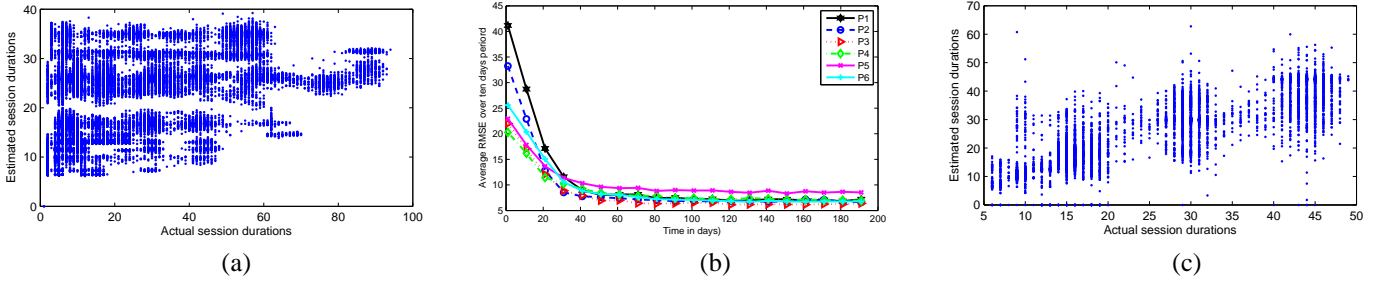 40
30
20
10
0
0 20 40 60 80 100
Estimated session durations
Actual session durations
(a)
45
40
35
30
25
20
15
10
5
0 20 40 60 80 100 120 140 160 180 200
Average RMSE over ten days periond
Time in days)
P1
P2
P3
P4
P5
P6
(b)
70
60
50
40
30
20
10
0
5 10 15 20 25 30 35 40 45 50
Estimated session durations
Actual session durations
(c)